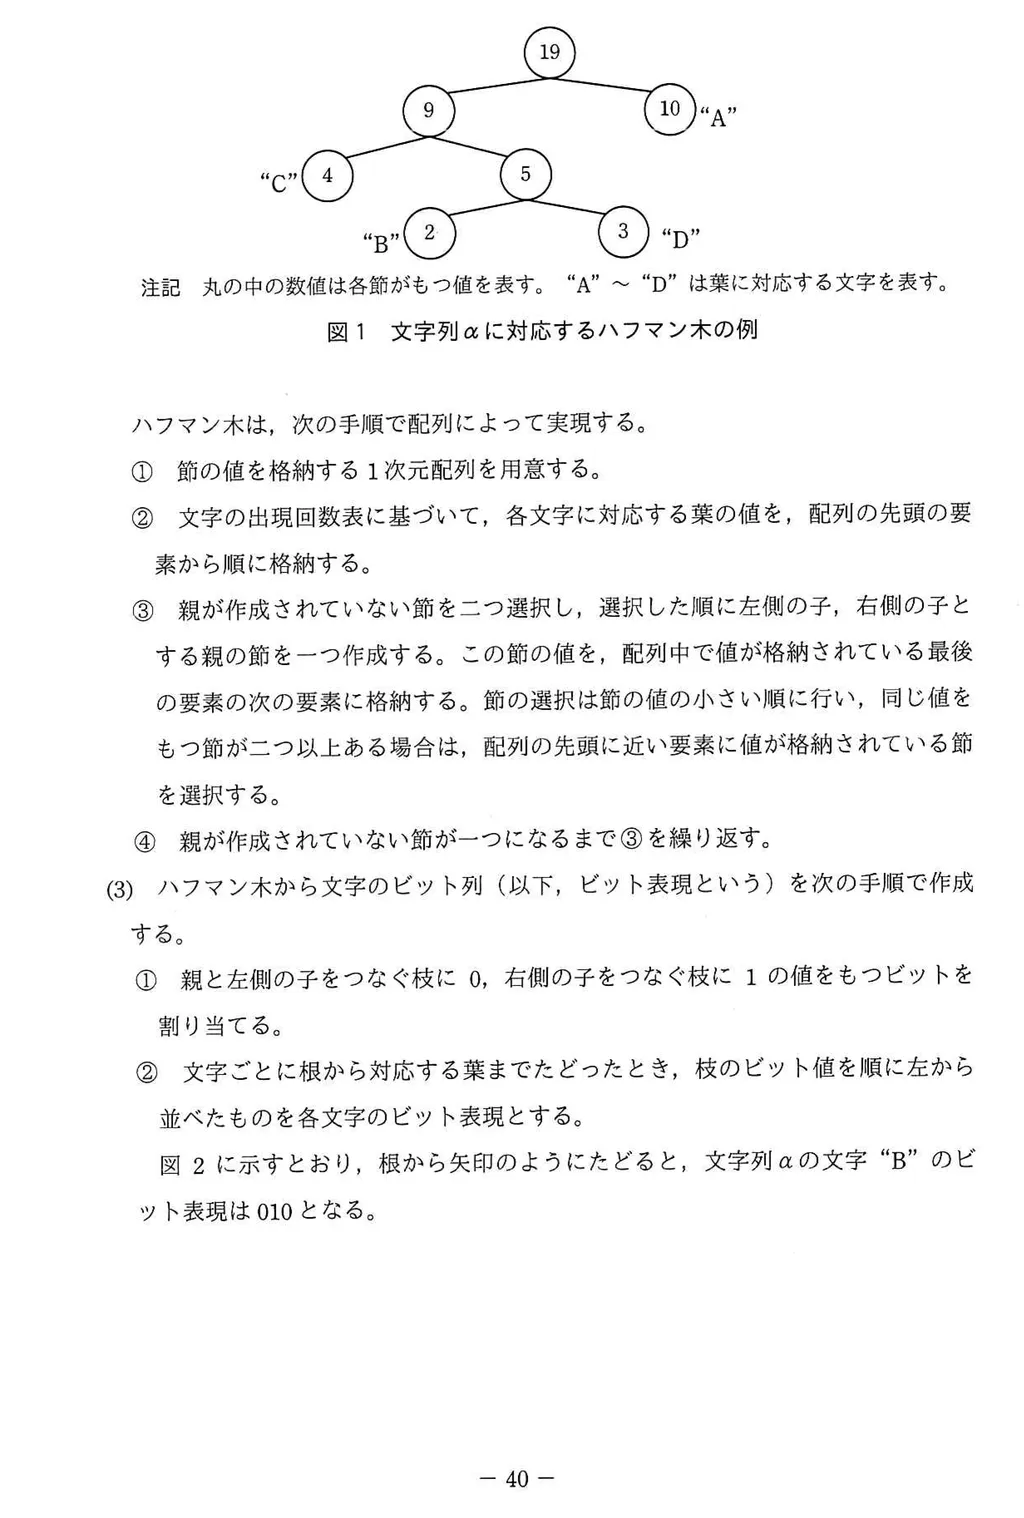 19
9
10 “A”
“C” 4
5
“B” 2
3 “D”
注記　丸の中の数値は各節がもつ値を表す。 “A” ～ “D” は葉に対応する文字を表す。
図 1　文字列αに対応するハフマン木の例
ハフマン木は，次の手順で配列によって実現する。
①　節の値を格納する 1 次元配列を用意する。
②　文字の出現回数表に基づいて，各文字に対応する葉の値を，配列の先頭の要
素から順に格納する。
③　親が作成されていない節を二つ選択し，選択した順に左側の子，右側の子と
する親の節を一つ作成する。この節の値を，配列中で値が格納されている最後
の要素の次の要素に格納する。節の選択は節の値の小さい順に行い，同じ値を
もつ節が二つ以上ある場合は，配列の先頭に近い要素に値が格納されている節
を選択する。
④　親が作成されていない節が一つになるまで③を繰り返す。
(3)　ハフマン木から文字のビット列（以下，ビット表現という）を次の手順で作成
する。
①　親と左側の子をつなぐ枝に 0，右側の子をつなぐ枝に 1 の値をもつビットを
割り当てる。
②　文字ごとに根から対応する葉までたどったとき，枝のビット値を順に左から
並べたものを各文字のビット表現とする。
図 2 に示すとおり，根から矢印のようにたどると，文字列αの文字 “B” のビ
ット表現は 010 となる。
－ 40 －